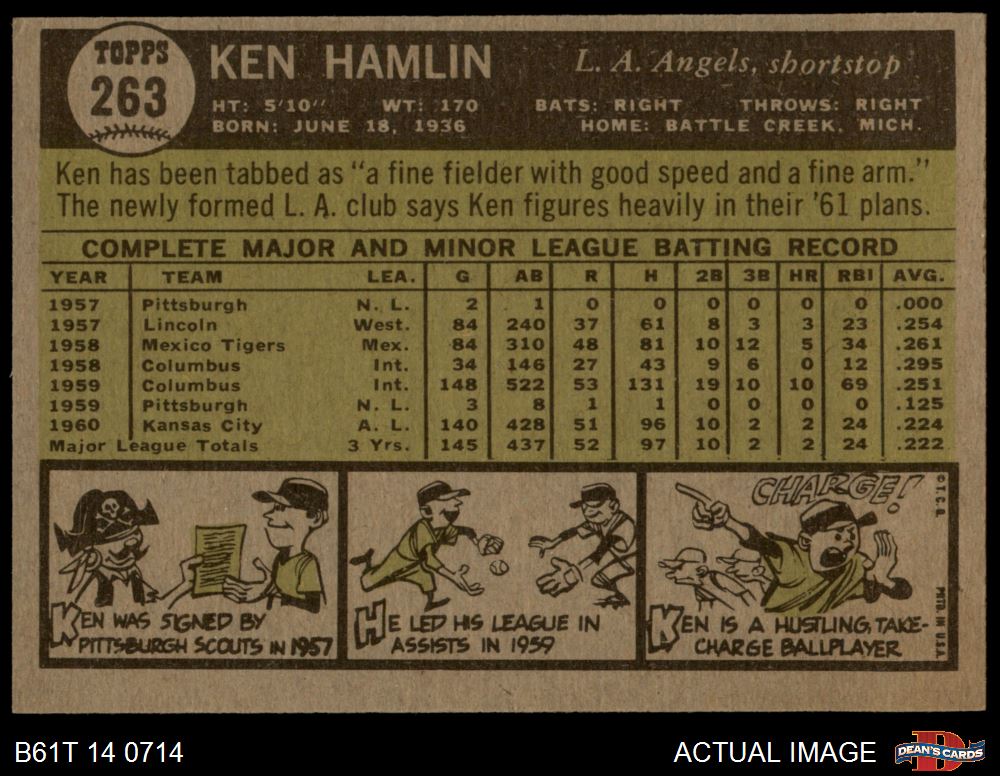 TOPPS
263
KEN HAMLIN
L. A. Angels, shortstop
HT: 5'10" WT: 170 BATS: RIGHT THROWS: RIGHT
BORN: JUNE 18, 1936 HOME: BATTLE CREEK, MICH.
Ken has been tabbed as "a fine fielder with good speed and a fine arm."
The newly formed L. A. club says Ken figures heavily in their '61 plans.
COMPLETE MAJOR AND MINOR LEAGUE BATTING RECORD
YEAR TEAM LEA. G AB R H 2B 3B HR RBI AVG.
1957 Pittsburgh N. L. 2 1 0 0 0 0 0 0 .000
1957 Lincoln West. 84 240 37 61 8 3 3 23 .254
1958 Mexico Tigers Mex. 84 310 48 81 10 12 5 34 .261
1958 Columbus Int. 34 146 27 43 9 6 0 12 .295
1959 Columbus Int. 148 522 53 131 19 10 10 69 .251
1959 Pittsburgh N. L. 3 8 1 1 0 0 0 0 .125
1960 Kansas City A. L. 140 428 51 96 10 2 2 24 .224
Major League Totals 3 Yrs. 145 437 52 97 10 2 2 24 .222
KEN WAS SIGNED BY
PITTSBURGH SCOUTS IN 1957
HE LED HIS LEAGUE IN
ASSISTS IN 1959
CHARGE!
KEN IS A HUSTLING, TAKE-
CHARGE BALLPLAYER
© T. C. G. PRTD. IN U.S.A.
B61T 14 0714
ACTUAL IMAGE
D
DEAN'S CARDS